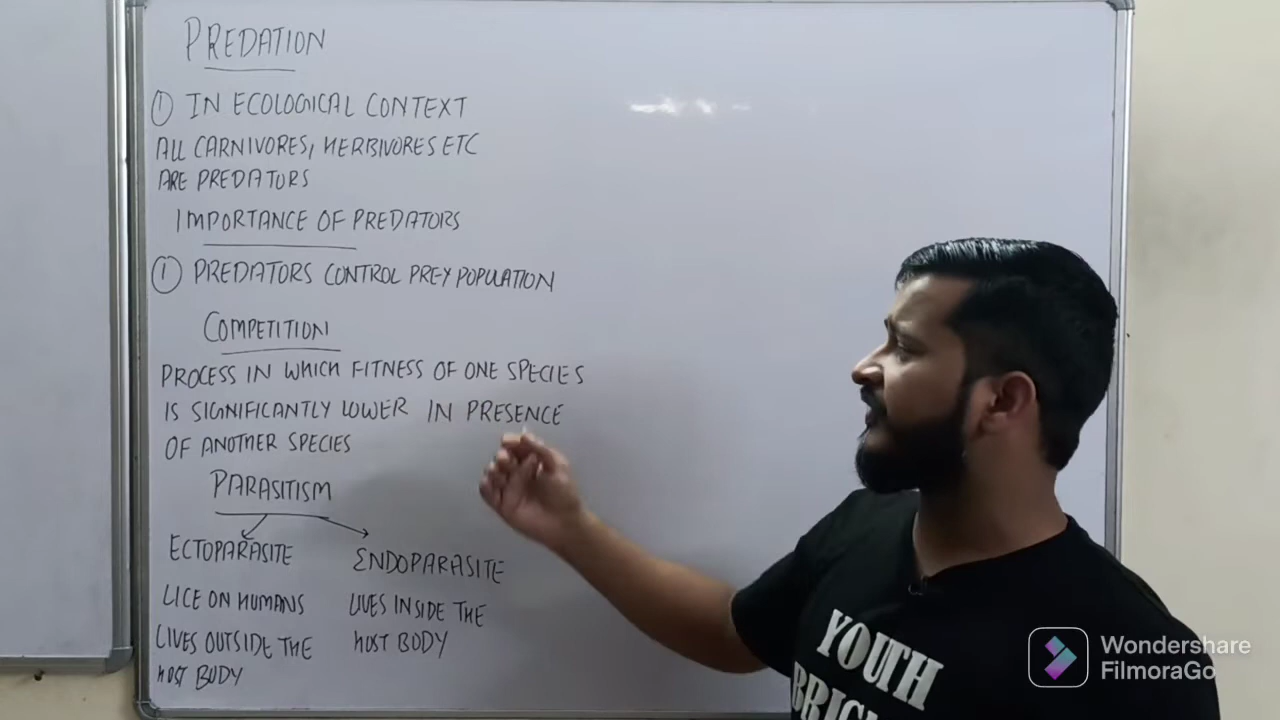 PREDATION
① IN ECOLOGICAL CONTEXT
ALL CARNIVORES, HERBIVORES ETC
ARE PREDATORS
IMPORTANCE OF PREDATORS
① PREDATORS CONTROL PREY POPULATION
COMPETITION
PROCESS IN WHICH FITNESS OF ONE SPECIES
IS SIGNIFICANTLY LOWER IN PRESENCE
OF ANOTHER SPECIES
PARASITISM
ECTOPARASITE
LICE ON HUMANS
LIVES OUTSIDE THE
HOST BODY
ENDOPARASITE
LIVES INSIDE THE
HOST BODY
YOUTH
Wondershare
FilmoraGo